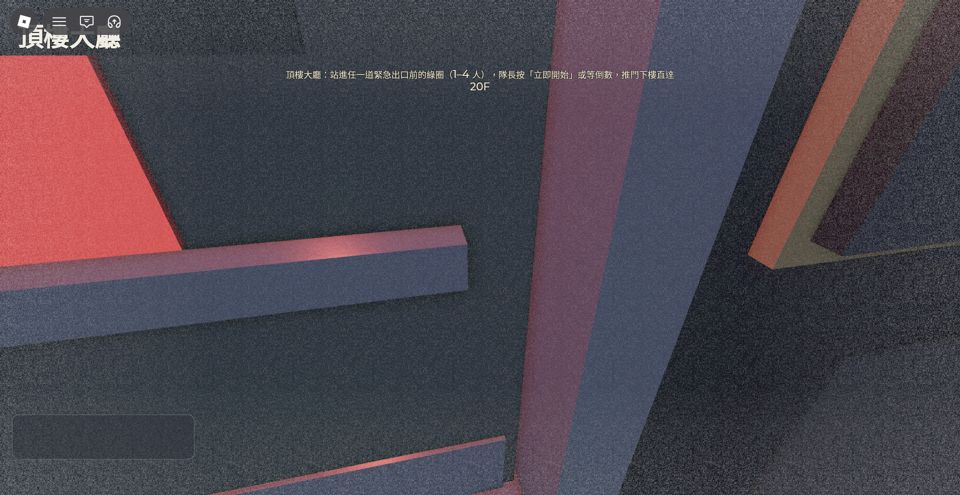 頂樓大廳
頂樓大廳：站進任一道緊急出口前的綠圈（1–4 人），隊長按「立即開始」或等倒數，推門下樓直達
20F